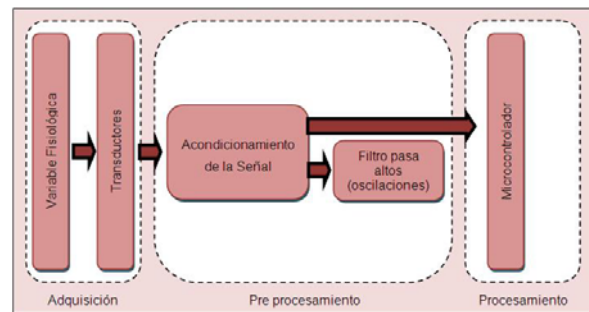 Variable Fisiológica
Transductores
Acondicionamiento
de la Señal
Filtro pasa
altos
(oscilaciones)
Microcontrolador
Adquisición
Pre procesamiento
Procesamiento